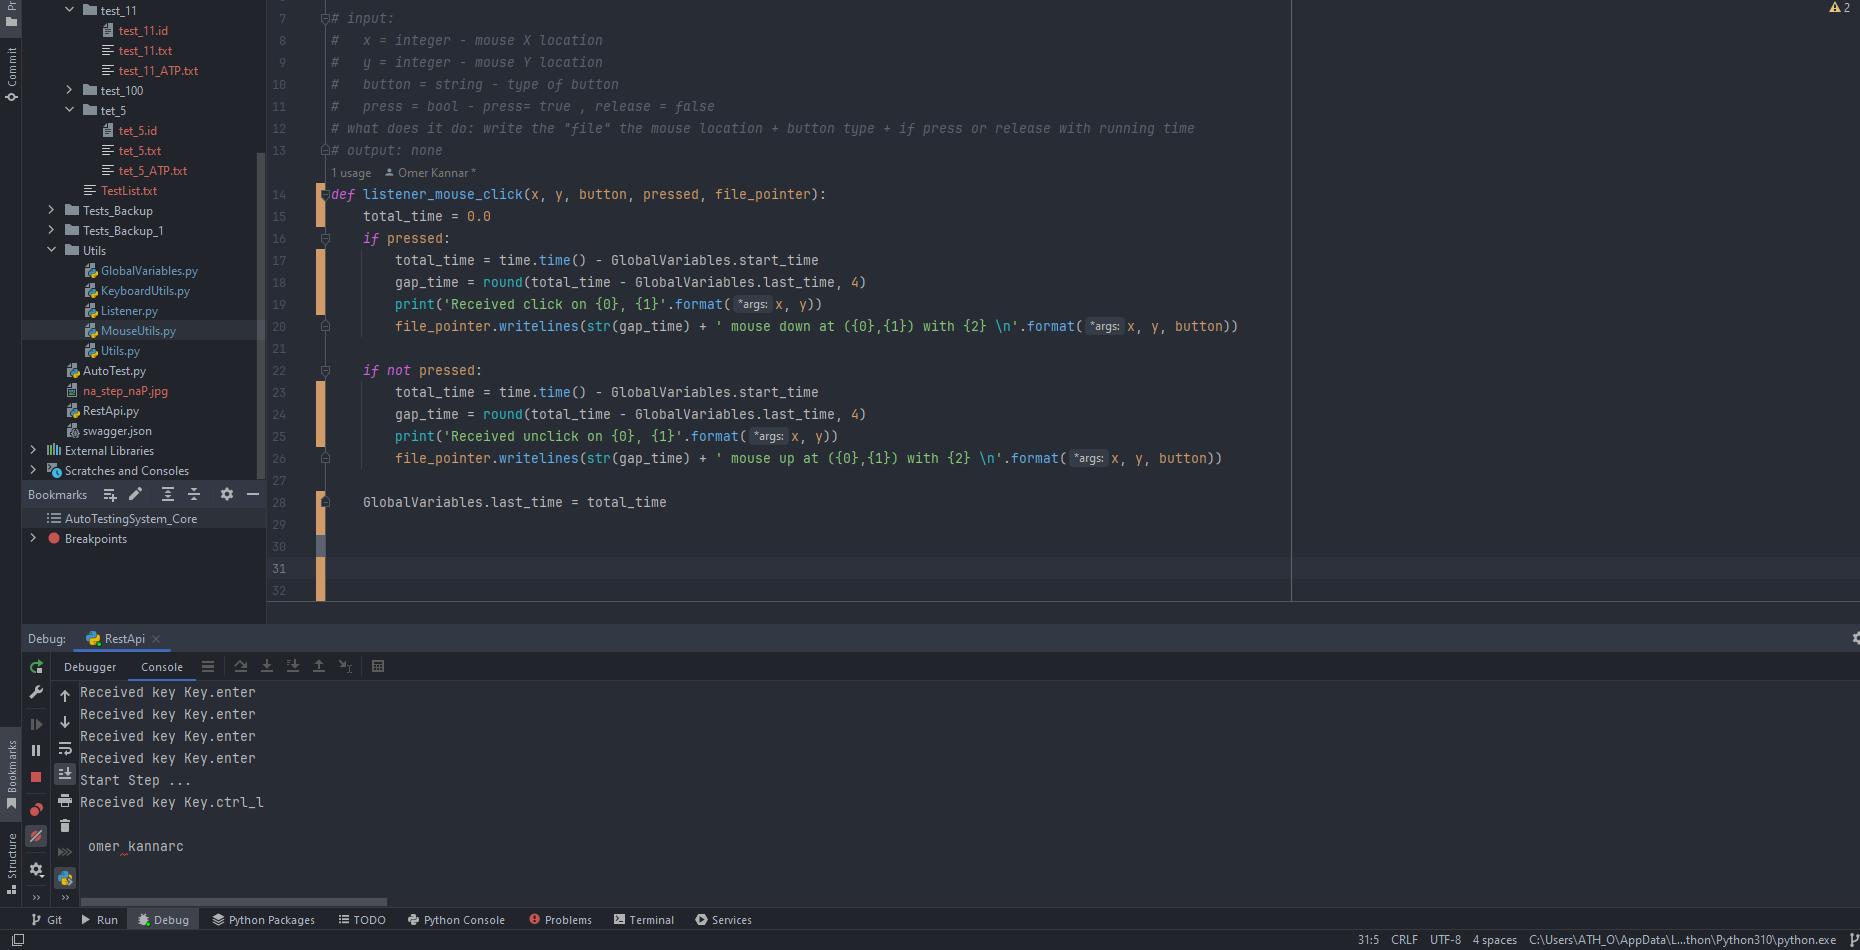 Pr
Commit
test_11
test_11.id
test_11.txt
test_11_ATP.txt
test_100
tet_5
tet_5.id
tet_5.txt
tet_5_ATP.txt
TestList.txt
Tests_Backup
Tests_Backup_1
Utils
GlobalVariables.py
KeyboardUtils.py
Listener.py
MouseUtils.py
Utils.py
AutoTest.py
na_step_naP.jpg
RestApi.py
swagger.json
External Libraries
Scratches and Consoles
Bookmarks
AutoTestingSystem_Core
Breakpoints
2
7 # input:
8 #   x = integer - mouse X location
9 #   y = integer - mouse Y location
10 #   button = string - type of button
11 #   press = bool - press= true , release = false
12 # what does it do: write the "file" the mouse location + button type + if press or release with running time
13 # output: none
1 usage Omer Kannar *
14 def listener_mouse_click(x, y, button, pressed, file_pointer):
15     total_time = 0.0
16     if pressed:
17         total_time = time.time() - GlobalVariables.start_time
18         gap_time = round(total_time - GlobalVariables.last_time, 4)
19         print('Received click on {0}, {1}'.format( *args: x, y))
20         file_pointer.writelines(str(gap_time) + ' mouse down at ({0},{1}) with {2} \n'.format( *args: x, y, button))
21
22     if not pressed:
23         total_time = time.time() - GlobalVariables.start_time
24         gap_time = round(total_time - GlobalVariables.last_time, 4)
25         print('Received unclick on {0}, {1}'.format( *args: x, y))
26         file_pointer.writelines(str(gap_time) + ' mouse up at ({0},{1}) with {2} \n'.format( *args: x, y, button))
27
28     GlobalVariables.last_time = total_time
29
30
31
32
Debug: RestApi
Debugger Console
Received key Key.enter
Received key Key.enter
Received key Key.enter
Received key Key.enter
Start Step ...
Received key Key.ctrl_l
omer kannarc
Bookmarks
Structure
Git Run Debug Python Packages TODO Python Console Problems Terminal Services
31:5 CRLF UTF-8 4 spaces C:\Users\ATH_O\AppData\L...thon\Python310\python.exe